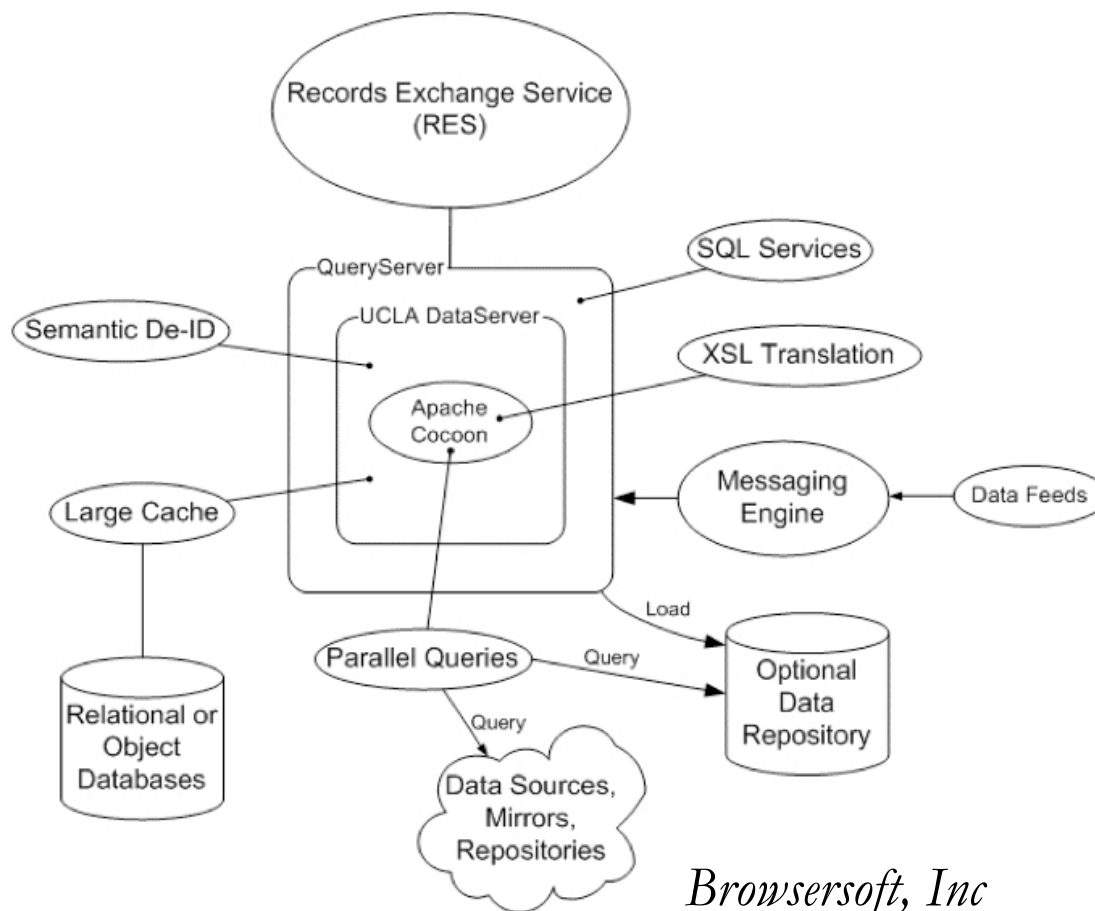 Records Exchange Service
(RES)
SQL Services
QueryServer
Semantic De-ID
UCLA DataServer
XSL Translation
Apache
Cocoon
Messaging
Engine
Data Feeds
Large Cache
Load
Parallel Queries
Query
Optional
Data
Repository
Relational or
Object
Databases
Query
Data Sources,
Mirrors,
Repositories
Browsersoft, Inc